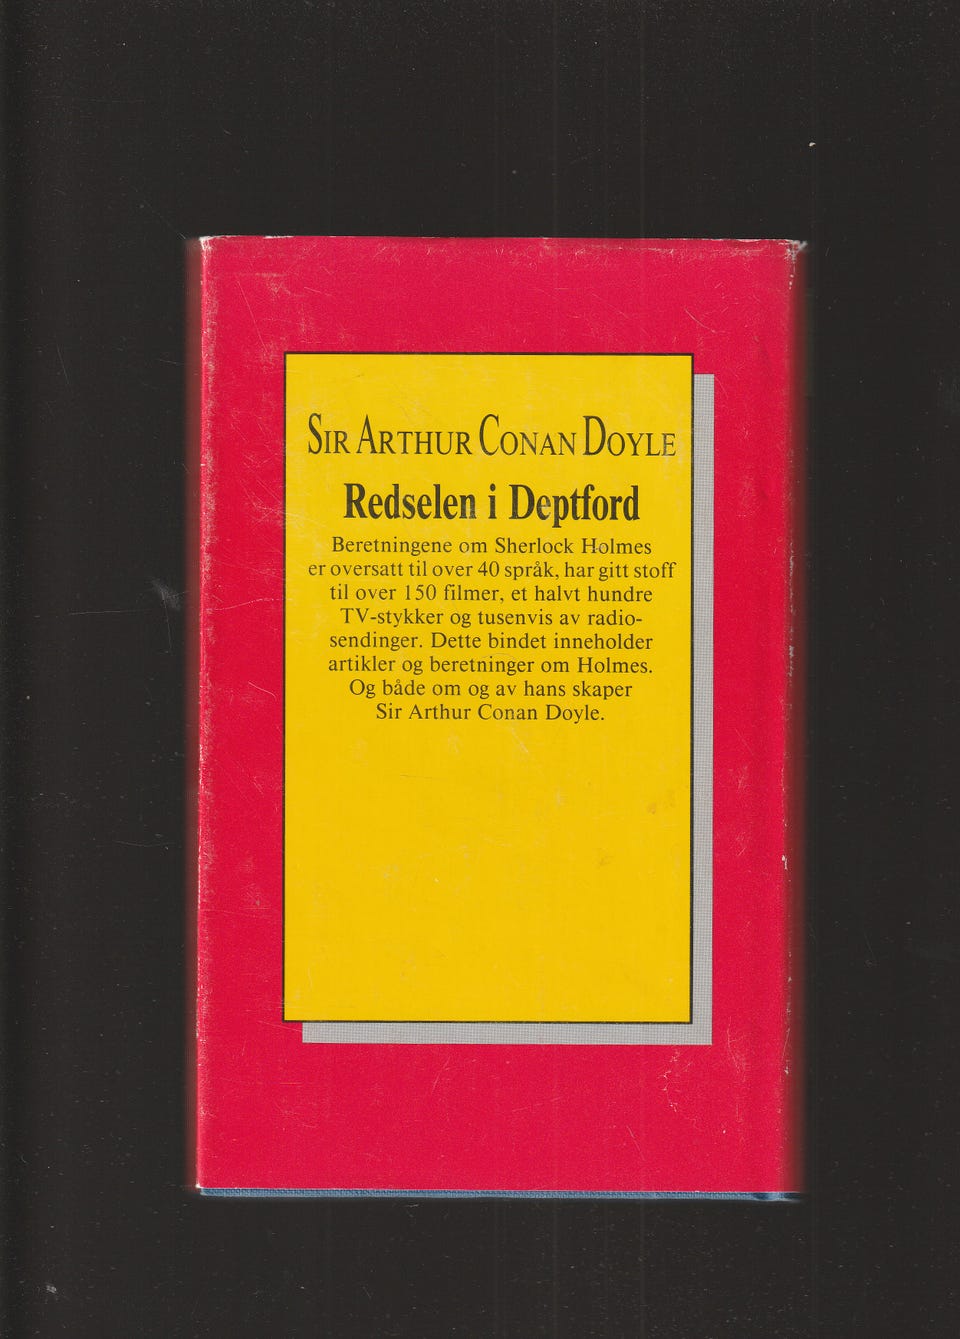 SIR ARTHUR CONAN DOYLE
Redselen i Deptford
Beretningene om Sherlock Holmes
er oversatt til over 40 språk, har gitt stoff
til over 150 filmer, et halvt hundre
TV-stykker og tusenvis av radio-
sendinger. Dette bindet inneholder
artikler og beretninger om Holmes.
Og både om og av hans skaper
Sir Arthur Conan Doyle.